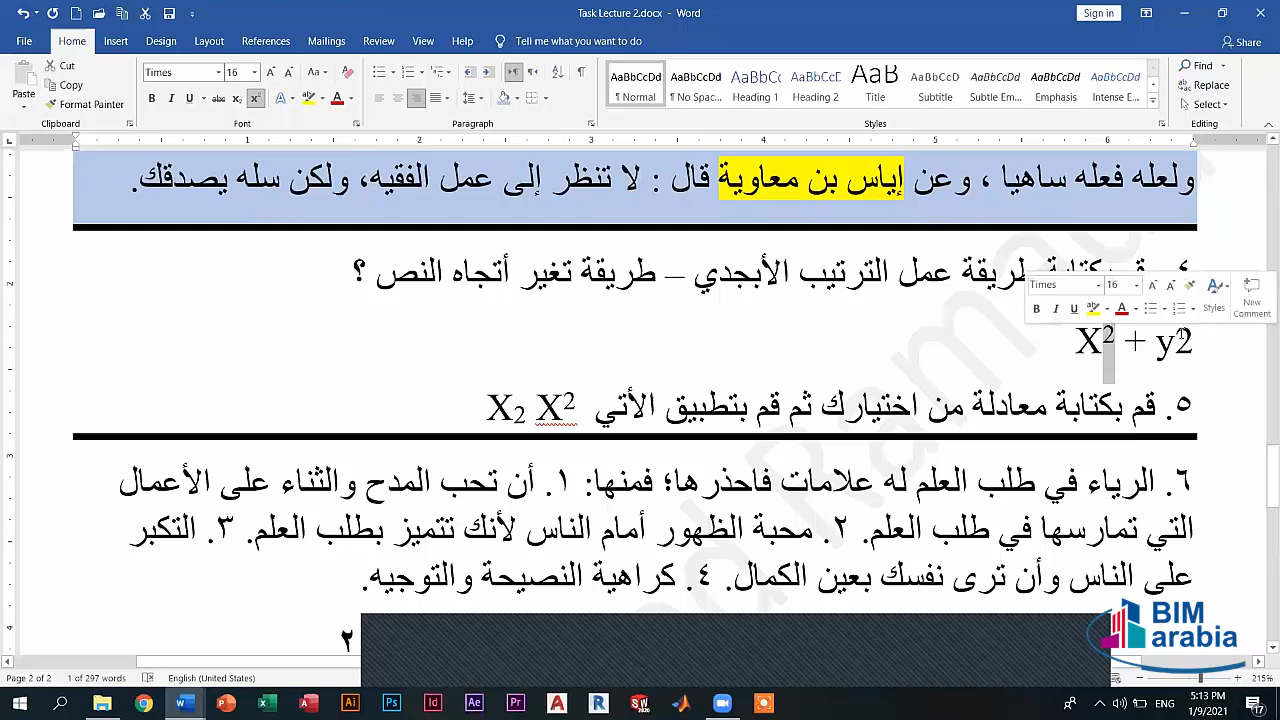 Task Lecture 2.docx - Word
Sign in
File Home Insert Design Layout References Mailings Review View Help Tell me what you want to do Share
Paste Cut Copy Format Painter
Times 16
AaBbCcDd AaBbCcDd AaBbCc AaBbCcC AaB AaBbCcD AaBbCcDd AaBbCcDd AaBbCcDd
¶ Normal ¶ No Spac... Heading 1 Heading 2 Title Subtitle Subtle Em... Emphasis Intense E...
Find Replace Select
Clipboard Font Paragraph Styles Editing
ولعله فعله ساهيا ، وعن إياس بن معاوية قال : لا تنظر إلى عمل الفقيه، ولكن سله يصدقك.
طريقة عمل الترتيب الأبجدي – طريقة تغير أتجاه النص ؟
Times 16 Styles New Comment
X² + y2
٥. قم بكتابة معادلة من اختيارك ثم قم بتطبيق الأتي X₂ X²
٦. الرياء في طلب العلم له علامات فاحذرها؛ فمنها: ١. أن تحب المدح والثناء على الأعمال
التي تمارسها في طلب العلم. ٢. محبة الظهور أمام الناس لأنك تتميز بطلب العلم. ٣. التكبر
على الناس وأن ترى نفسك بعين الكمال. ٤. كراهية النصيحة والتوجيه.
٢
BIM arabia
Page 2 of 2 1 of 297 words English (United States) 215%
ENG 5:13 PM
1/9/2021